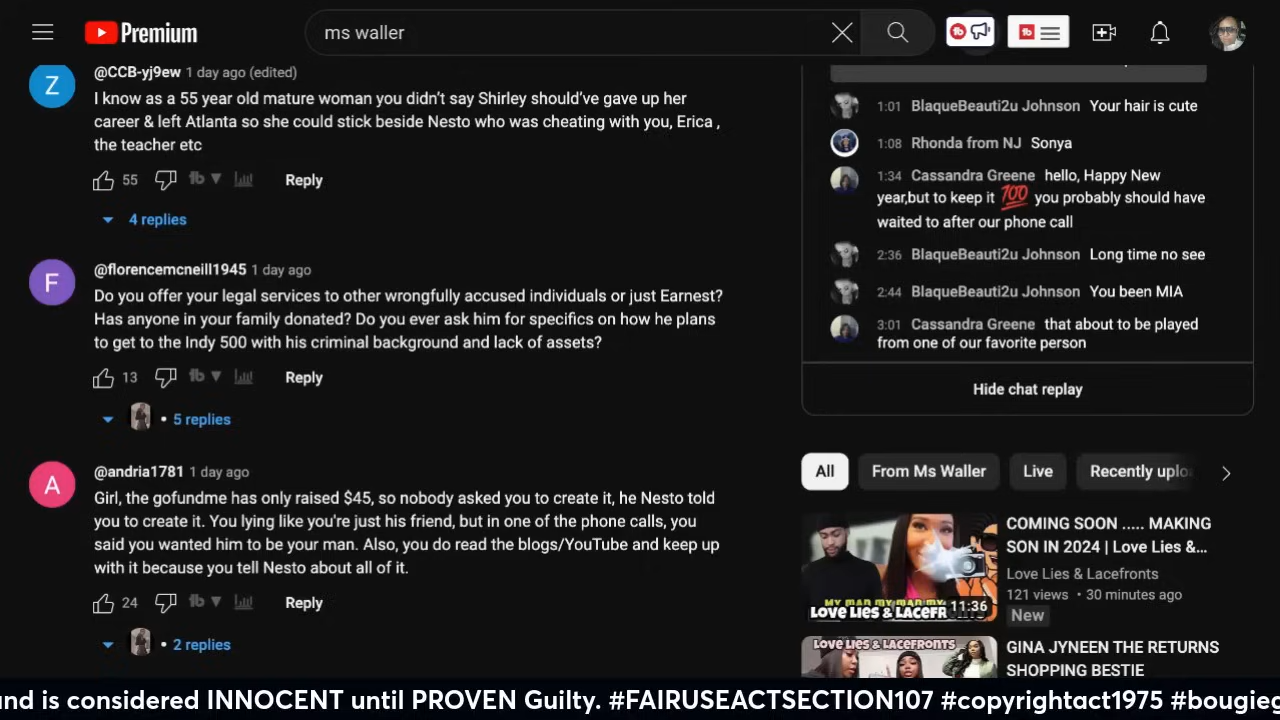 Premium
ms waller
@CCB-yj9ew 1 day ago (edited)
Z
I know as a 55 year old mature woman you didn't say Shirley should've gave up her
career & left Atlanta so she could stick beside Nesto who was cheating with you, Erica ,
the teacher etc
55
Reply
4 replies
@florencemcneill1945 1 day ago
F
Do you offer your legal services to other wrongfully accused individuals or just Earnest?
Has anyone in your family donated? Do you ever ask him for specifics on how he plans
to get to the Indy 500 with his criminal background and lack of assets?
13
Reply
• 5 replies
@andria1781 1 day ago
A
Girl, the gofundme has only raised $45, so nobody asked you to create it, he Nesto told
you to create it. You lying like you're just his friend, but in one of the phone calls, you
said you wanted him to be your man. Also, you do read the blogs/YouTube and keep up
with it because you tell Nesto about all of it.
24
Reply
• 2 replies
1:01 BlaqueBeauti2u Johnson Your hair is cute
1:08 Rhonda from NJ Sonya
1:34 Cassandra Greene hello, Happy New
year,but to keep it 100 you probably should have
waited to after our phone call
2:36 BlaqueBeauti2u Johnson Long time no see
2:44 BlaqueBeauti2u Johnson You been MIA
3:01 Cassandra Greene that about to be played
from one of our favorite person
Hide chat replay
All From Ms Waller Live Recently uplo
MY MAN MY MAN MY
LOVE LIES & LACEFR
11:36
COMING SOON ..... MAKING
SON IN 2024 | Love Lies &...
Love Lies & Lacefronts
121 views • 30 minutes ago
New
LOVE LIES & LACEFRONTS
GINA JYNEEN THE RETURNS
SHOPPING BESTIE
and is considered INNOCENT until PROVEN Guilty. #FAIRUSEACTSECTION107 #copyrightact1975 #bougieg